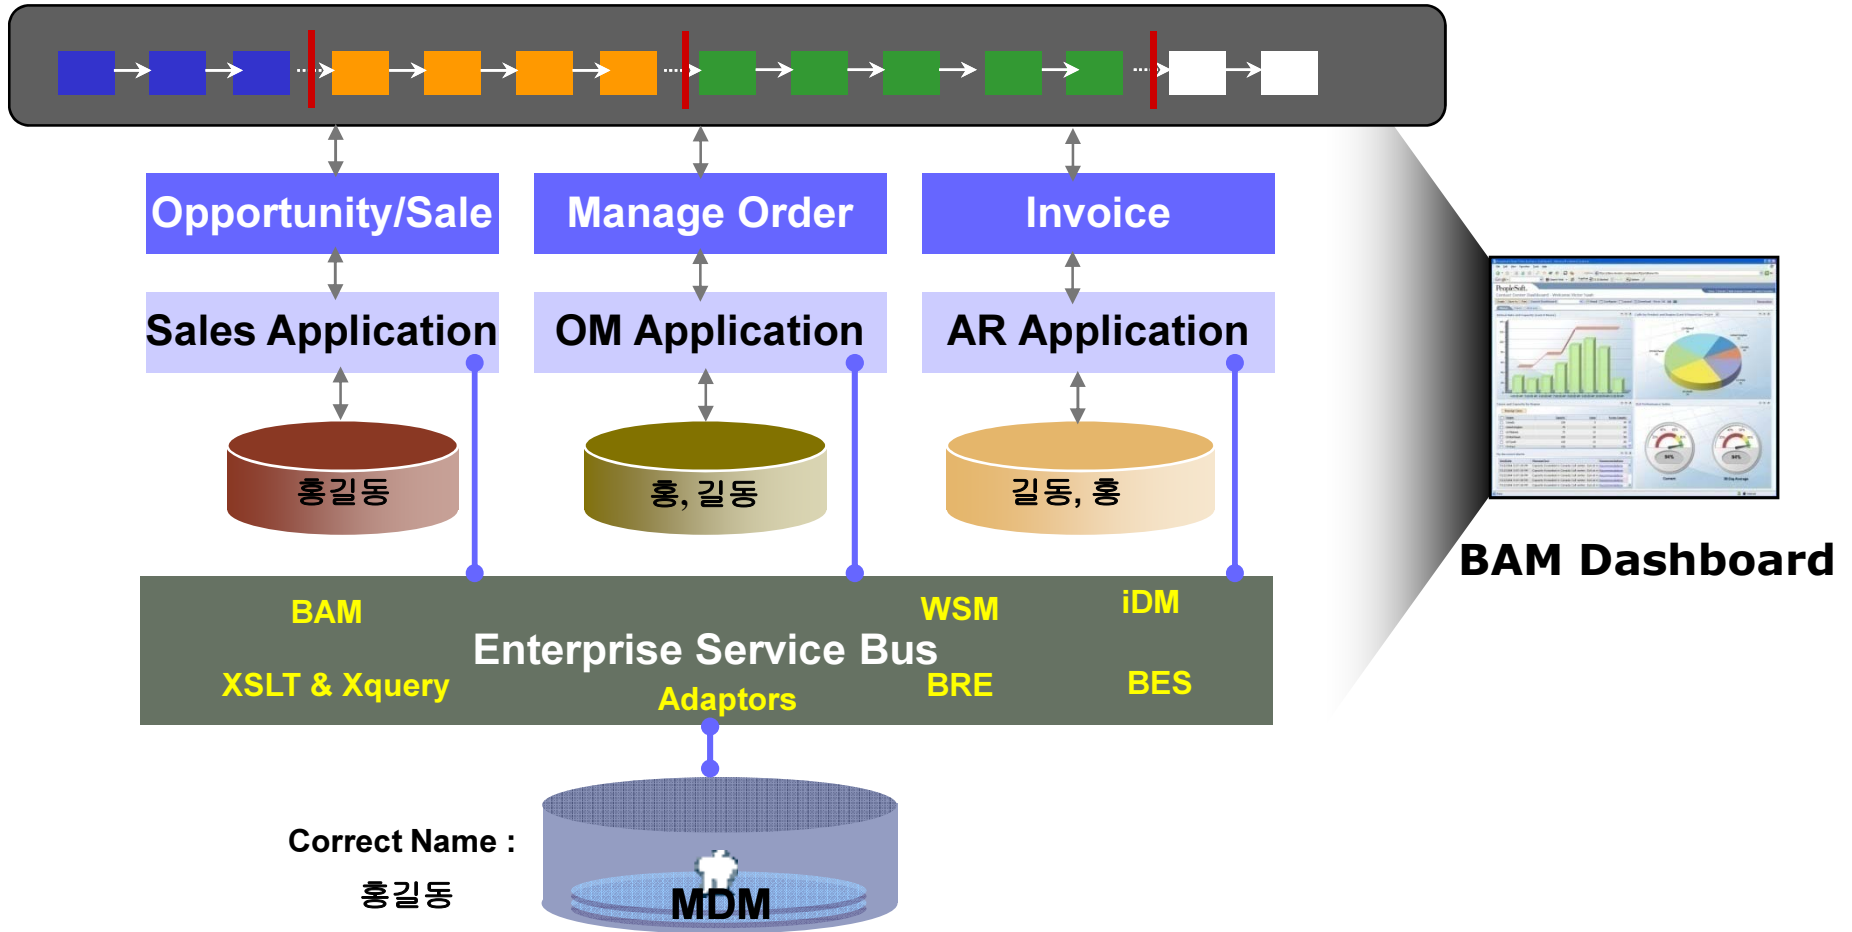 Opportunity/Sale
Manage Order
Invoice
Sales Application
OM Application
AR Application
홍길동
홍, 길동
길동, 홍
PeopleSoft.
BAM Dashboard
BAM
WSM
iDM
Enterprise Service Bus
XSLT & Xquery
Adaptors
BRE
BES
Correct Name :
홍길동
MDM